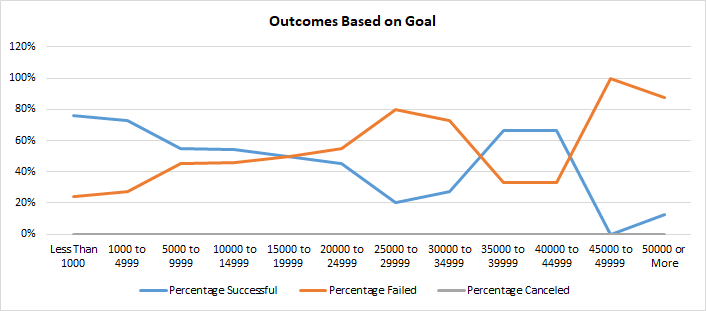 Outcomes Based on Goal
120%
100%
80%
60%
40%
20%
0%
Less Than 1000 to 5000 to 10000 to 15000 to 20000 to 25000 to 30000 to 35000 to 40000 to 45000 to 50000 or
1000 4999 9999 14999 19999 24999 29999 34999 39999 44999 49999 More
Percentage Successful Percentage Failed Percentage Canceled